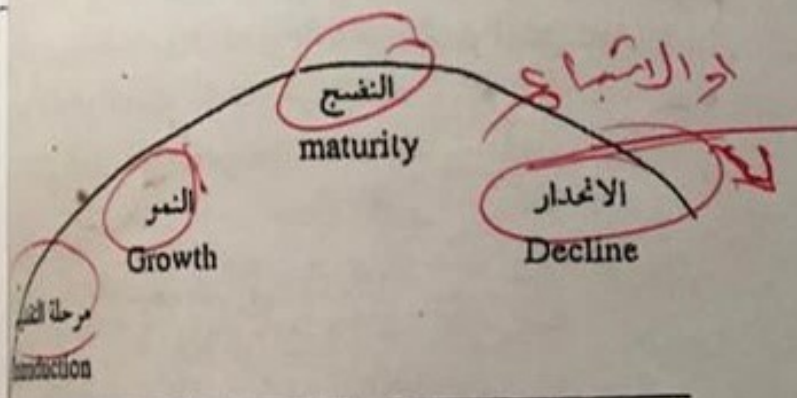 او الاشباع
النضج
maturity
النمو
Growth
الانحدار
Decline
مرحلة